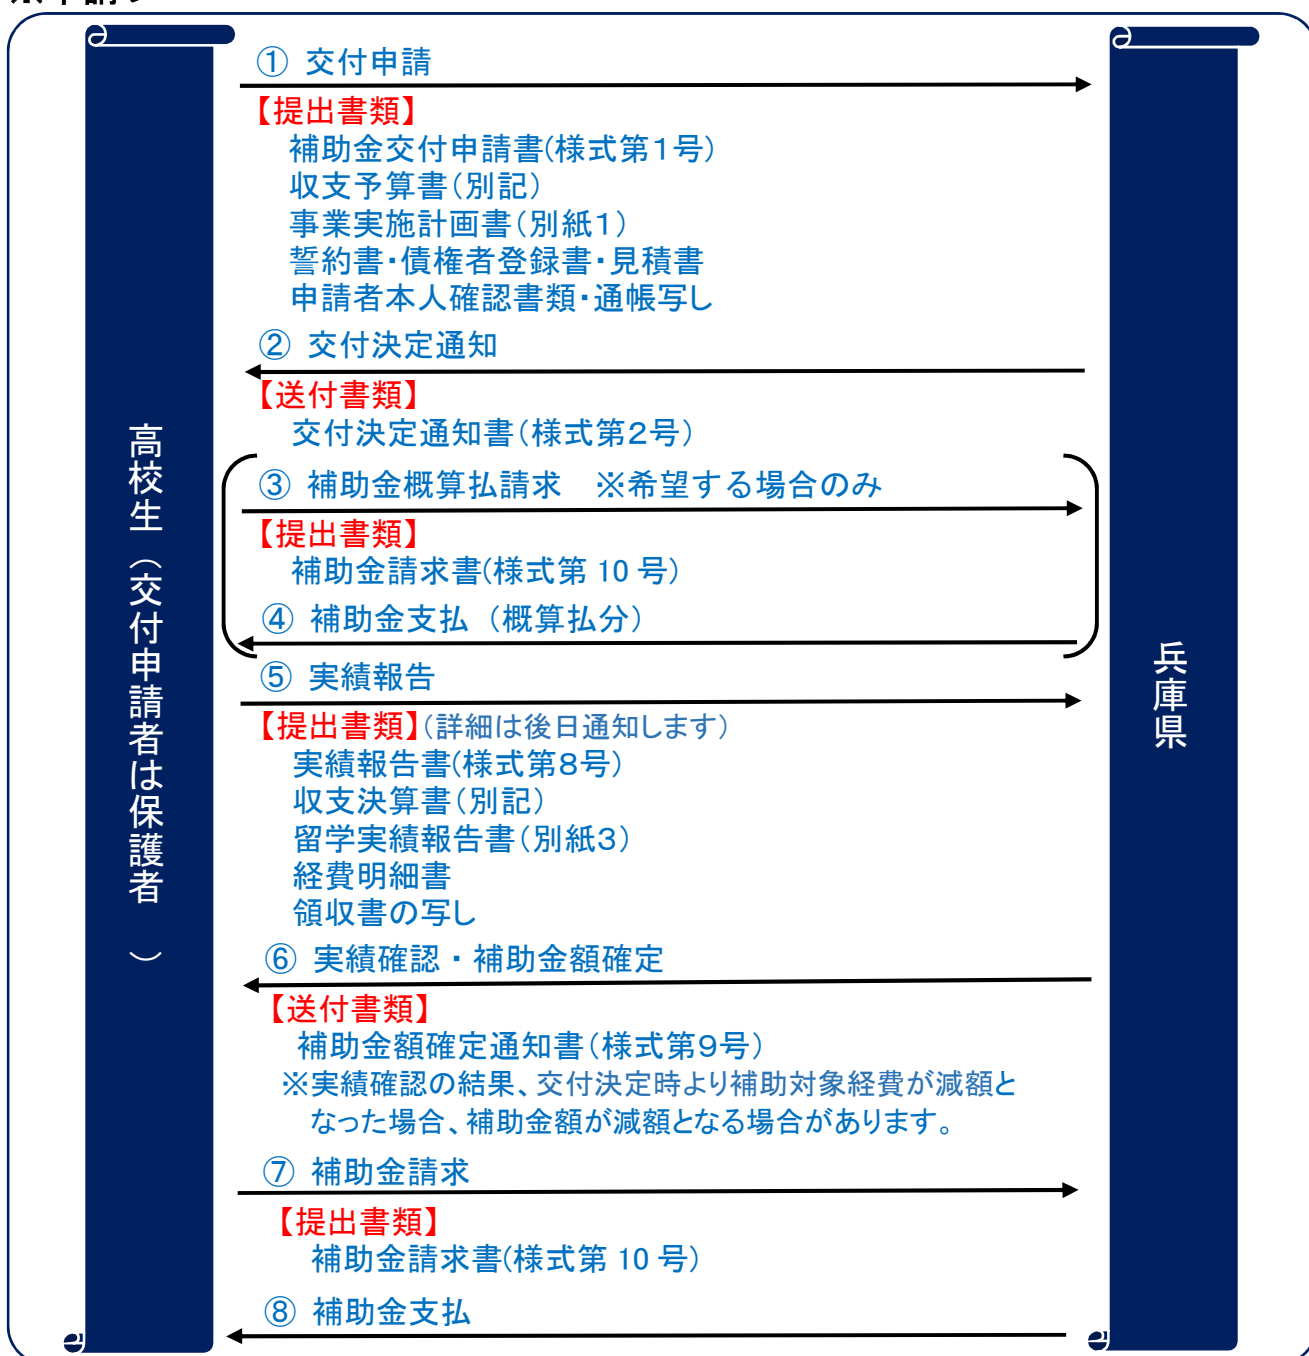 ① 交付申請
【提出書類】
補助金交付申請書(様式第1号)
収支予算書(別記)
事業実施計画書(別紙1)
誓約書・債権者登録書・見積書
申請者本人確認書類・通帳写し
② 交付決定通知
【送付書類】
交付決定通知書(様式第2号)
③ 補助金概算払請求 ※希望する場合のみ
【提出書類】
補助金請求書(様式第 10 号)
④ 補助金支払 (概算払分)
⑤ 実績報告
【提出書類】(詳細は後日通知します)
実績報告書(様式第8号)
収支決算書(別記)
留学実績報告書(別紙3)
経費明細書
領収書の写し
⑥ 実績確認・補助金額確定
【送付書類】
補助金額確定通知書(様式第9号)
※実績確認の結果、交付決定時より補助対象経費が減額と
なった場合、補助金額が減額となる場合があります。
⑦ 補助金請求
【提出書類】
補助金請求書(様式第 10 号)
⑧ 補助金支払
高校生(交付申請者は保護者 )
兵庫県